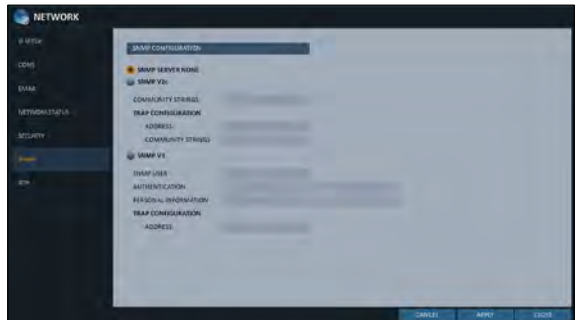 NETWORK
IP SETUP
DDNS
EMAIL
NETWORK STATUS
SECURITY
SNMP
SNMP CONFIGURATION
SNMP SERVER NONE
SNMP V2c
COMMUNITY STRINGS
TRAP CONFIGURATION
ADDRESS
COMMUNITY STRINGS
SNMP V3
SNMP USER
AUTHENTICATION
PERSONAL INFORMATION
TRAP CONFIGURATION
ADDRESS
CANCEL
APPLY
CLOSE